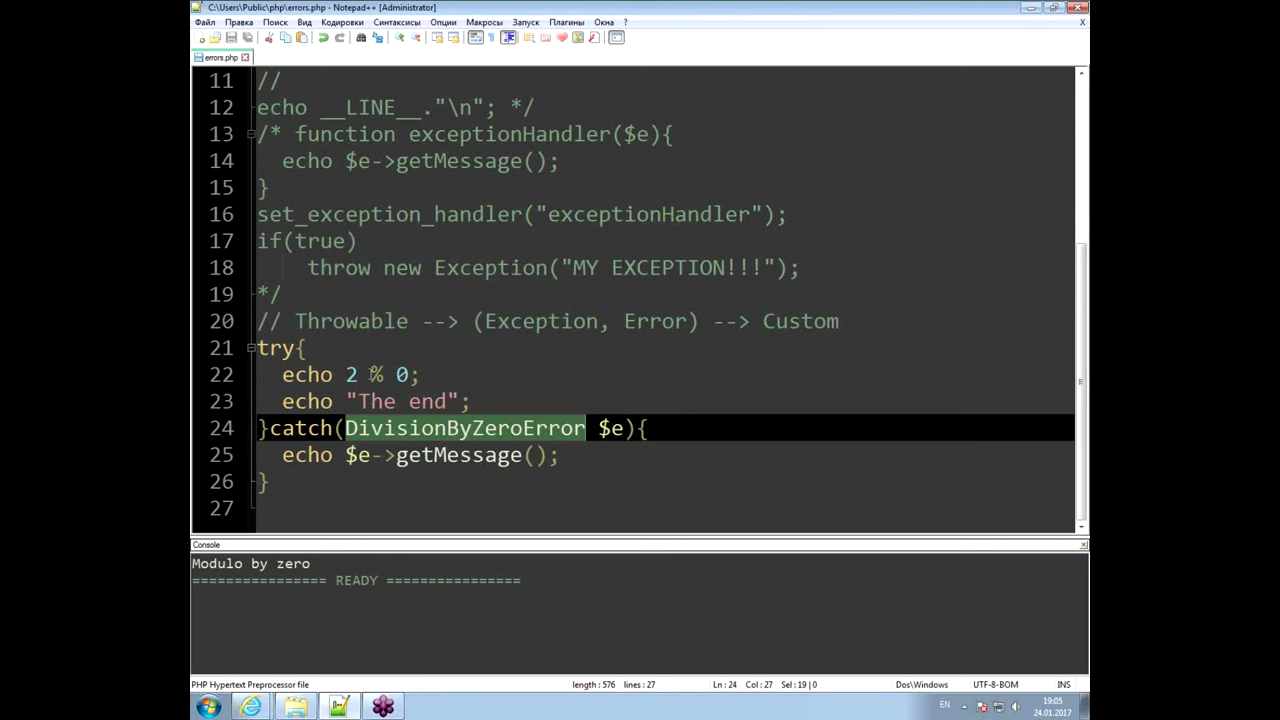 C:\Users\Public\php\errors.php - Notepad++ [Administrator]
Файл Правка Поиск Вид Кодировки Синтаксисы Опции Макросы Запуск Плагины Окна ? X
errors.php
11 //
12 echo __LINE__."\n"; */
13 /* function exceptionHandler($e){
14 echo $e->getMessage();
15 }
16 set_exception_handler("exceptionHandler");
17 if(true)
18 throw new Exception("MY EXCEPTION!!!");
19 */
20 // Throwable --> (Exception, Error) --> Custom
21 try{
22 echo 2 % 0;
23 echo "The end";
24 }catch(DivisionByZeroError $e){
25 echo $e->getMessage();
26 }
27
Console
Modulo by zero
================ READY ================
PHP Hypertext Preprocessor file length : 576 lines : 27 Ln : 24 Col : 27 Sel : 19 | 0 Dos\Windows UTF-8-BOM INS
EN 19:05
24.01.2017